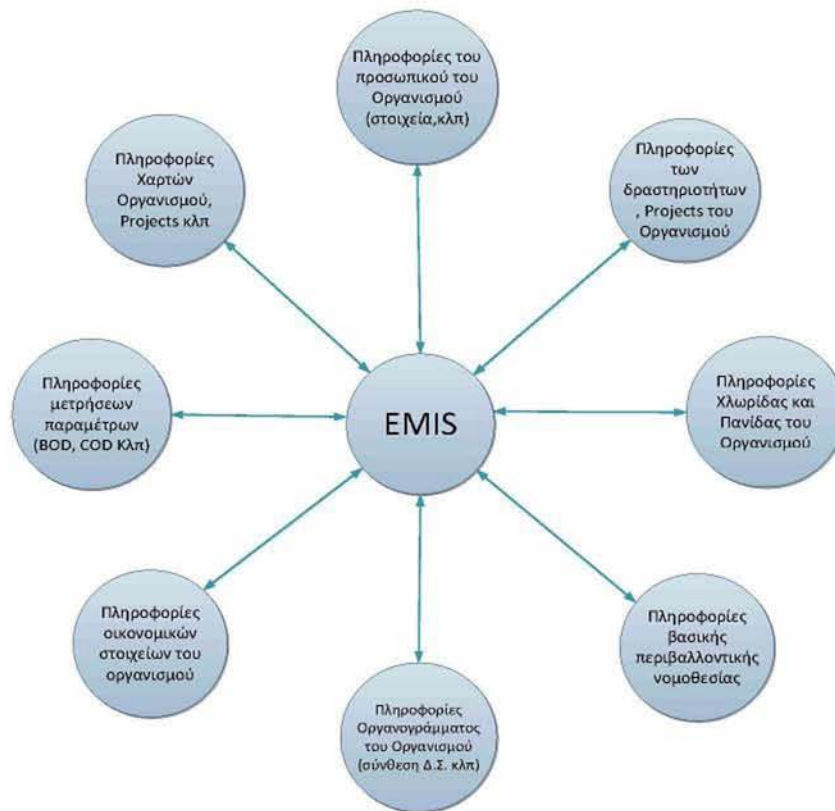 Πληροφορίες του
προσωπικού του
Οργανισμού
(στοιχεία,κλπ)
Πληροφορίες
Χαρτών
Οργανισμού,
Projects κλπ
Πληροφορίες
των
δραστηριοτήτων
, Projects του
Οργανισμού
Πληροφορίες
μετρήσεων
παραμέτρων
(BOD, COD Κλπ)
EMIS
Πληροφορίες
Χλωρίδας και
Πανίδας του
Οργανισμού
Πληροφορίες
οικονομικών
στοιχείων του
οργανισμού
Πληροφορίες
βασικής
περιβαλλοντικής
νομοθεσίας
Πληροφορίες
Οργανογράμματος
του Οργανισμού
(σύνθεση Δ.Σ. κλπ)